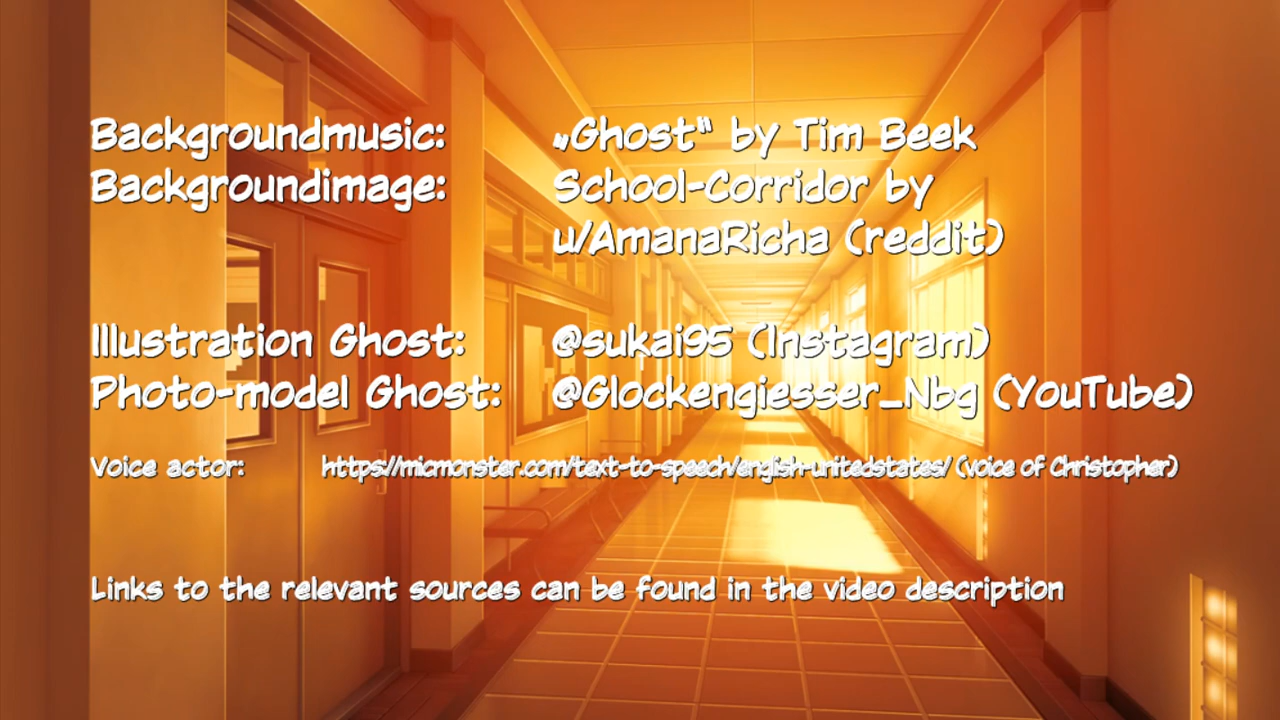 Backgroundmusic: „Ghost“ by Tim Beek
Backgroundimage: School-Corridor by
u/AmanaRicha (reddit)
Illustration Ghost: @sukai95 (Instagram)
Photo-model Ghost: @Glockengiesser_Nbg (YouTube)
Voice actor: https://micmonster.com/text-to-speech/english-unitedstates/ (voice of Christopher)
Links to the relevant sources can be found in the video description